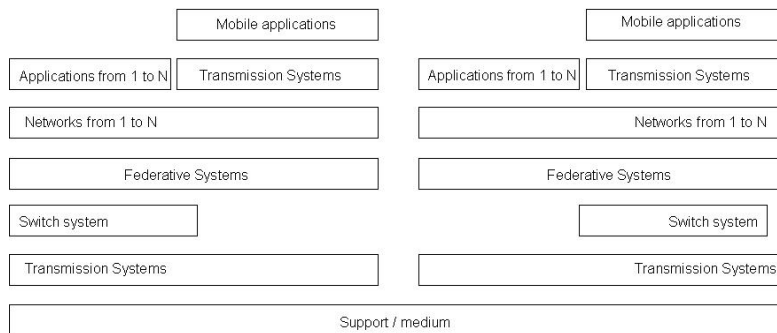 Mobile applications
Mobile applications
Applications from 1 to N
Transmission Systems
Applications from 1 to N
Transmission Systems
Networks from 1 to N
Networks from 1 to N
Federative Systems
Federative Systems
Switch system
Switch system
Transmission Systems
Transmission Systems
Support / medium